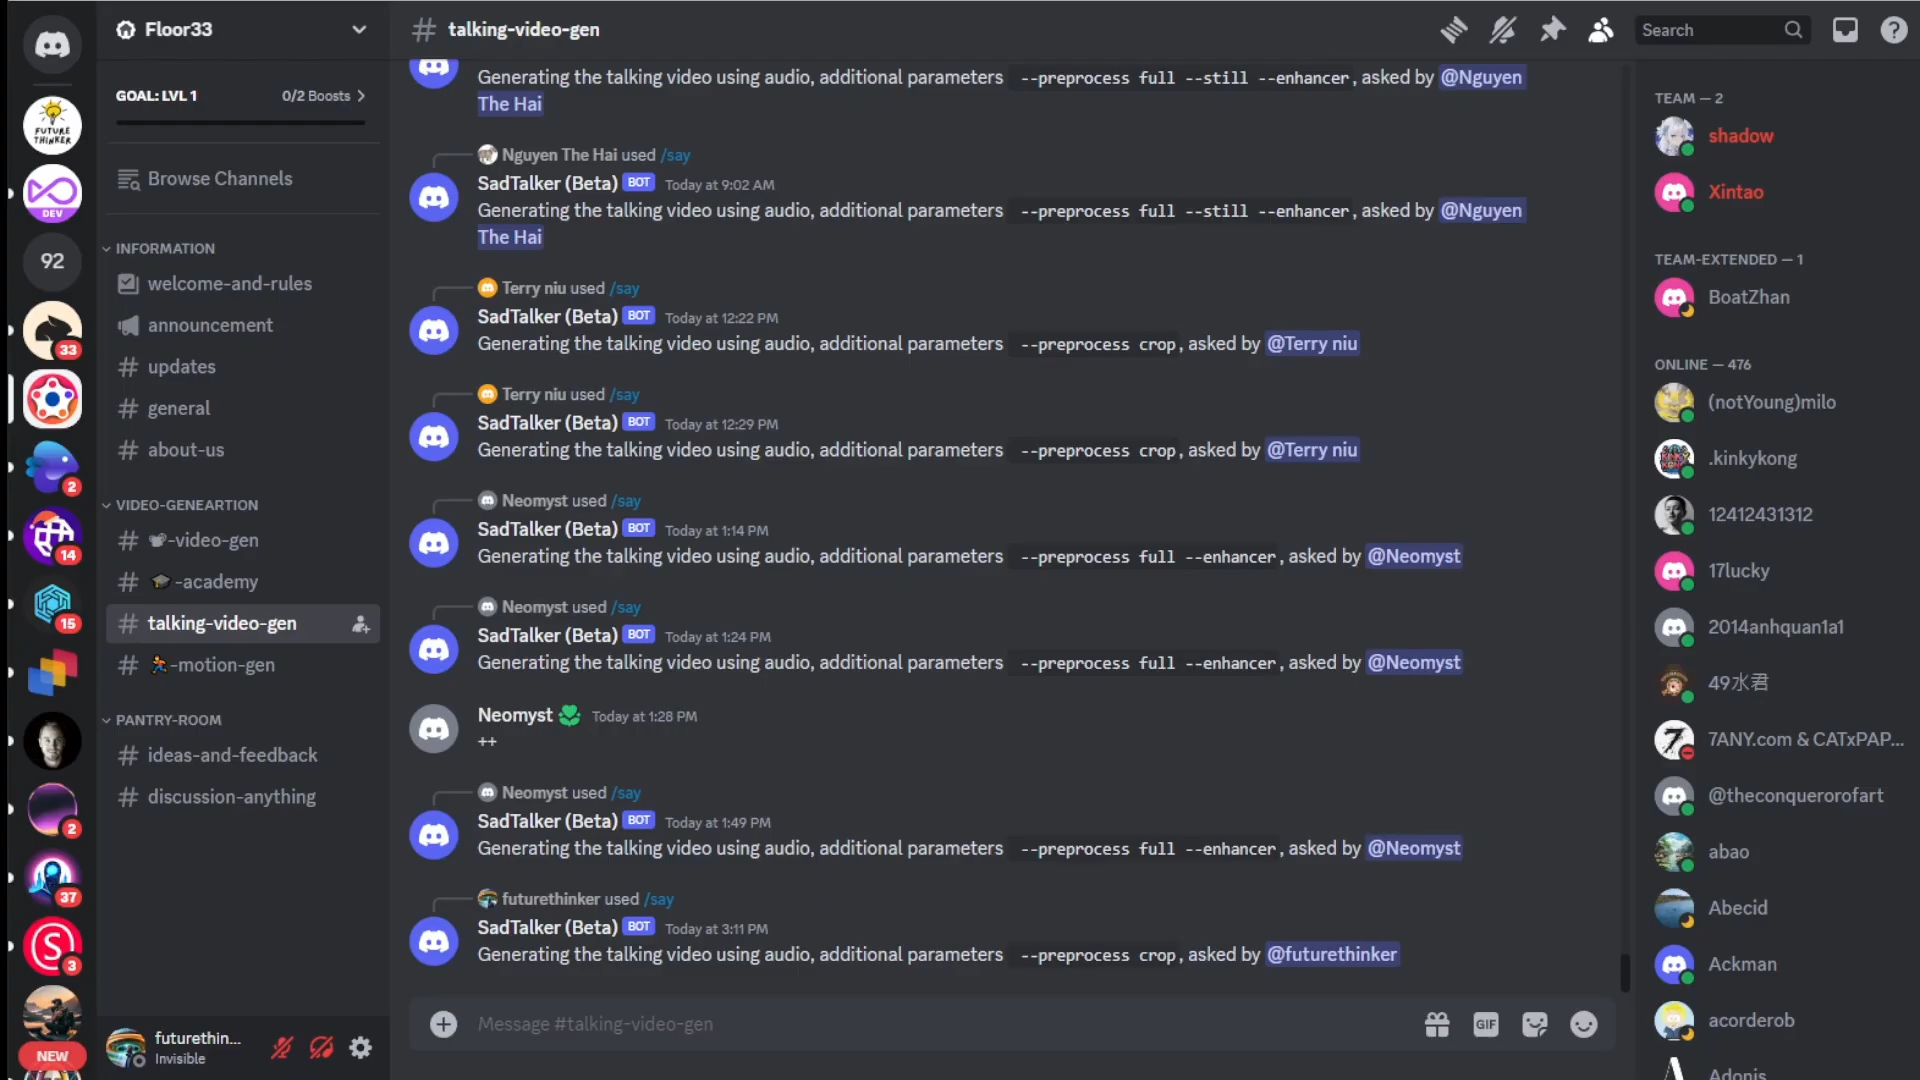 Floor33
GOAL: LVL 1
0/2 Boosts
Browse Channels
INFORMATION
welcome-and-rules
announcement
updates
general
about-us
VIDEO-GENEARTION
-video-gen
-academy
talking-video-gen
-motion-gen
PANTRY-ROOM
ideas-and-feedback
discussion-anything
futurethin...
Invisible
FUTURE
THINKER
DEV
92
33
2
14
15
2
37
S
3
NEW
talking-video-gen
Search
Generating the talking video using audio, additional parameters --preprocess full --still --enhancer, asked by @Nguyen
The Hai
Nguyen The Hai used /say
SadTalker (Beta) BOT Today at 9:02 AM
Generating the talking video using audio, additional parameters --preprocess full --still --enhancer, asked by @Nguyen
The Hai
Terry niu used /say
SadTalker (Beta) BOT Today at 12:22 PM
Generating the talking video using audio, additional parameters --preprocess crop, asked by @Terry niu
Terry niu used /say
SadTalker (Beta) BOT Today at 12:29 PM
Generating the talking video using audio, additional parameters --preprocess crop, asked by @Terry niu
Neomyst used /say
SadTalker (Beta) BOT Today at 1:14 PM
Generating the talking video using audio, additional parameters --preprocess full --enhancer, asked by @Neomyst
Neomyst used /say
SadTalker (Beta) BOT Today at 1:24 PM
Generating the talking video using audio, additional parameters --preprocess full --enhancer, asked by @Neomyst
Neomyst Today at 1:28 PM
++
Neomyst used /say
SadTalker (Beta) BOT Today at 1:49 PM
Generating the talking video using audio, additional parameters --preprocess full --enhancer, asked by @Neomyst
futurethinker used /say
SadTalker (Beta) BOT Today at 3:11 PM
Generating the talking video using audio, additional parameters --preprocess crop, asked by @futurethinker
Message #talking-video-gen
GIF
TEAM — 2
shadow
Xintao
TEAM-EXTENDED — 1
BoatZhan
ONLINE — 476
(notYoung)milo
.kinkykong
12412431312
17lucky
2014anhquan1a1
49水君
7ANY.com & CATxPAP...
@theconquerorofart
abao
Abecid
Ackman
acorderob
Adonis